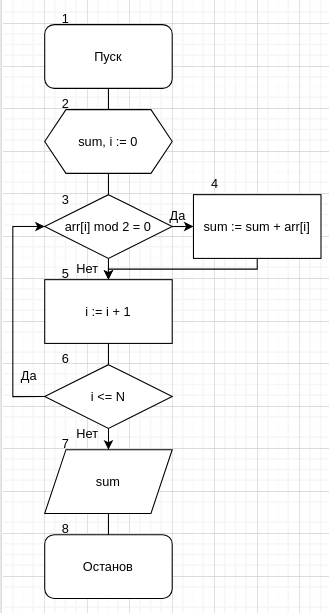 1
Пуск
2
sum, i := 0
3
arr[i] mod 2 = 0
Да
4
sum := sum + arr[i]
Нет
5
i := i + 1
6
i <= N
Да
Нет
7
sum
8
Останов